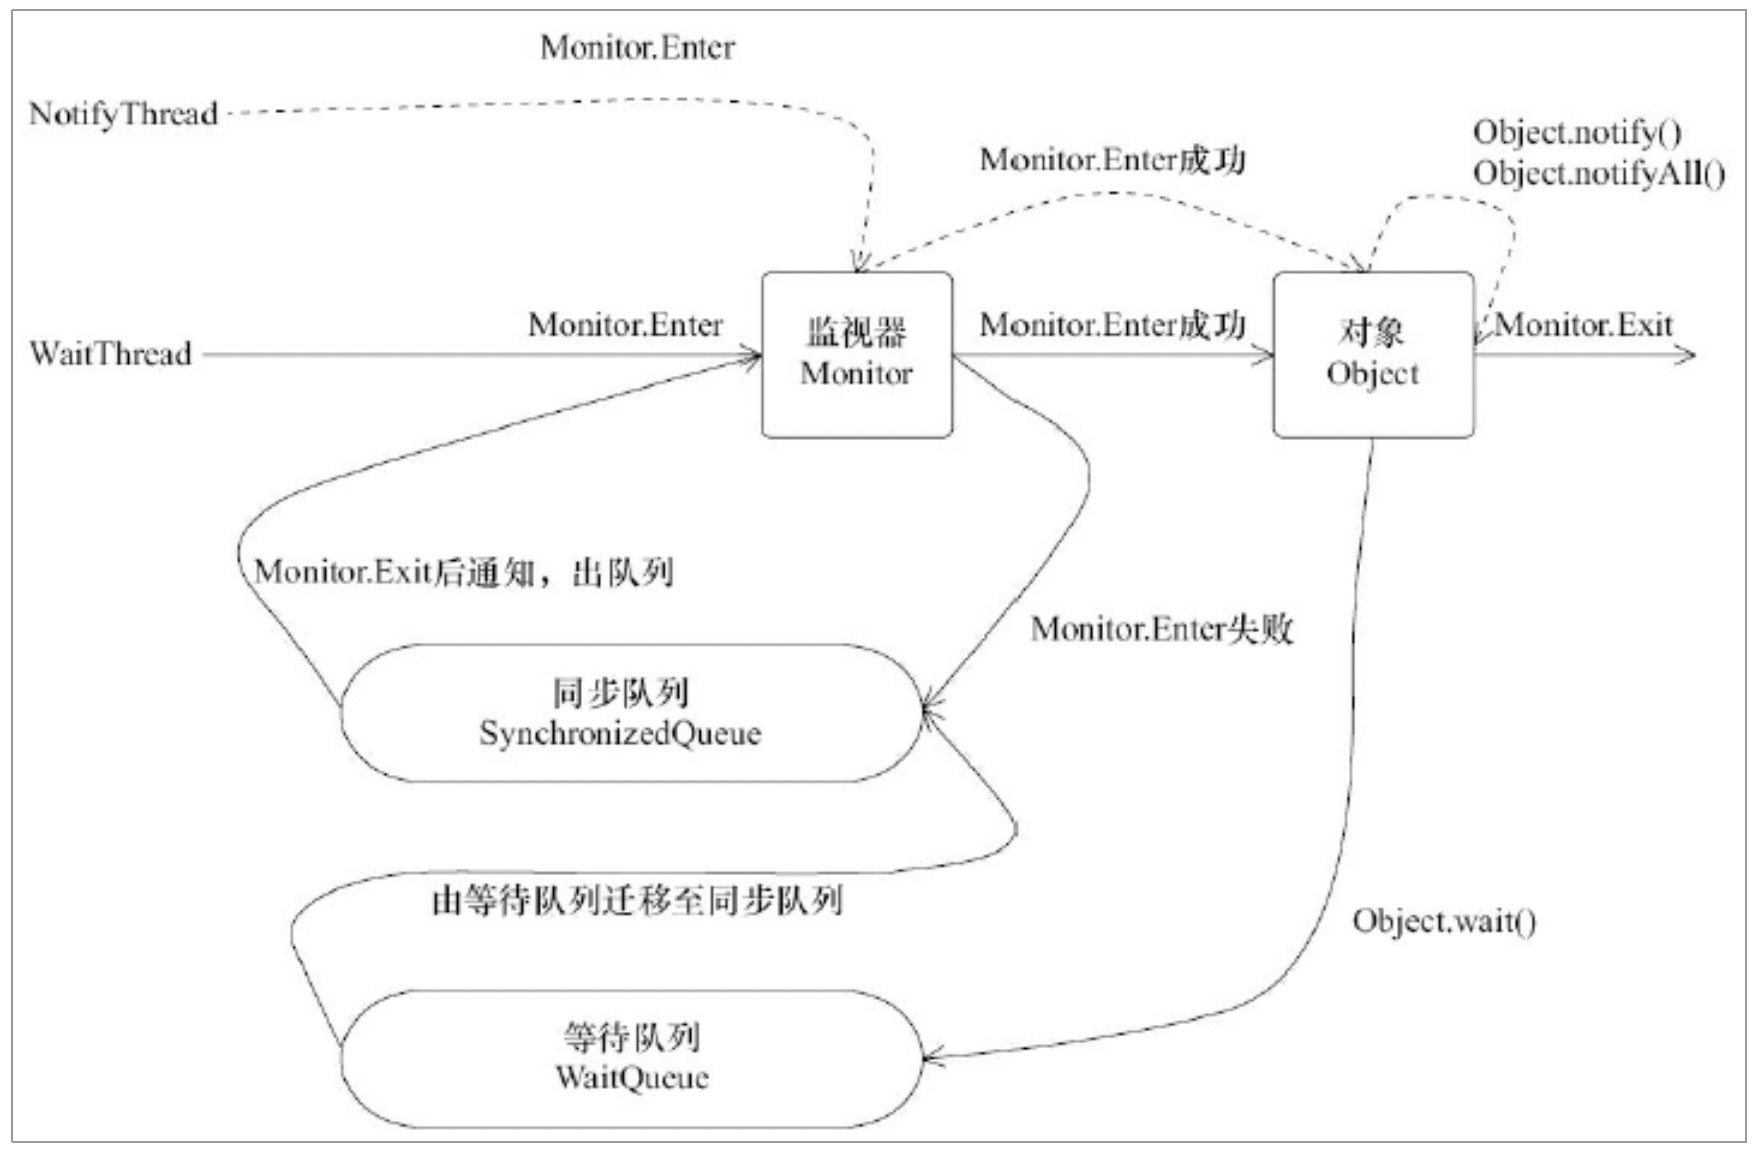 Monitor.Enter
NotifyThread
Object.notify()
Object.notifyAll()
Monitor.Enter成功
WaitThread
Monitor.Enter
监视器
Monitor
Monitor.Enter成功
对象
Object
Monitor.Exit
Monitor.Exit后通知，出队列
Monitor.Enter失败
同步队列
SynchronizedQueue
由等待队列迁移至同步队列
Object.wait()
等待队列
WaitQueue